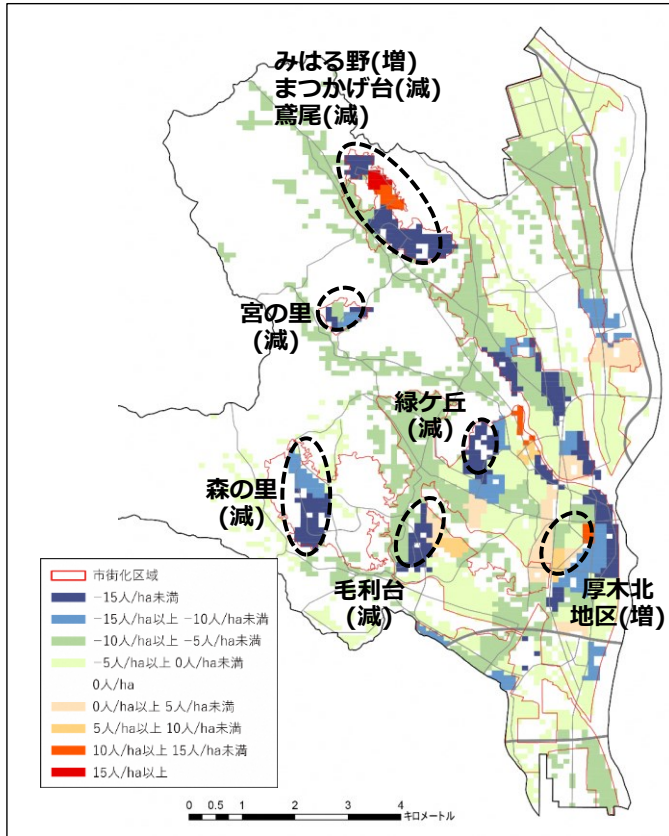 みはる野(増)
まつかげ台(減)
鳶尾(減)
宮の里
(減)
緑ケ丘
(減)
森の里
(減)
毛利台
(減)
厚木北
地区(増)
市街化区域
-15人/ha未満
-15人/ha以上 -10人/ha未満
-10人/ha以上 -5人/ha未満
-5人/ha以上 0人/ha未満
0人/ha
0人/ha以上 5人/ha未満
5人/ha以上 10人/ha未満
10人/ha以上 15人/ha未満
15人/ha以上
0 0.5 1 2 3 4
キロメートル